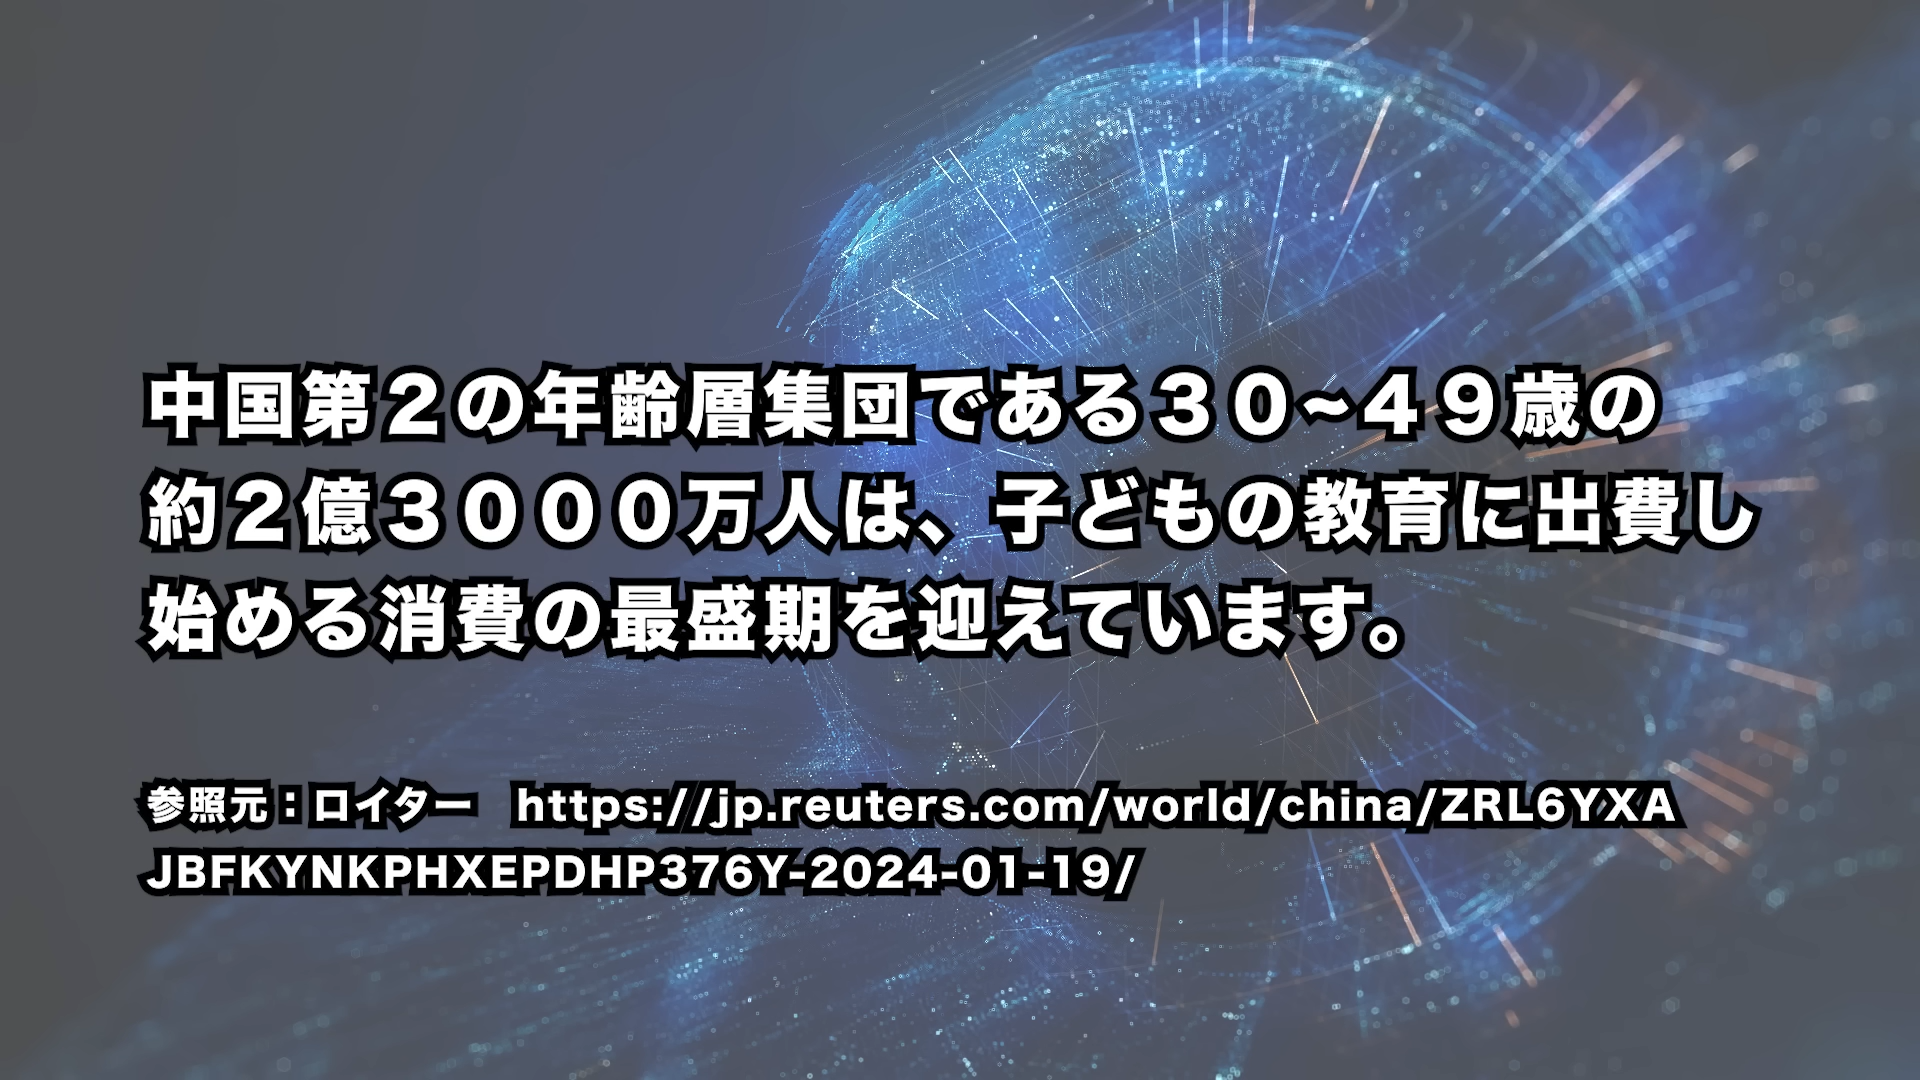 中国第２の年齢層集団である３０~４９歳の
約２億３０００万人は、子どもの教育に出費し
始める消費の最盛期を迎えています。
参照元：ロイター　https://jp.reuters.com/world/china/ZRL6YXA
JBFKYNKPHXEPDHP376Y-2024-01-19/